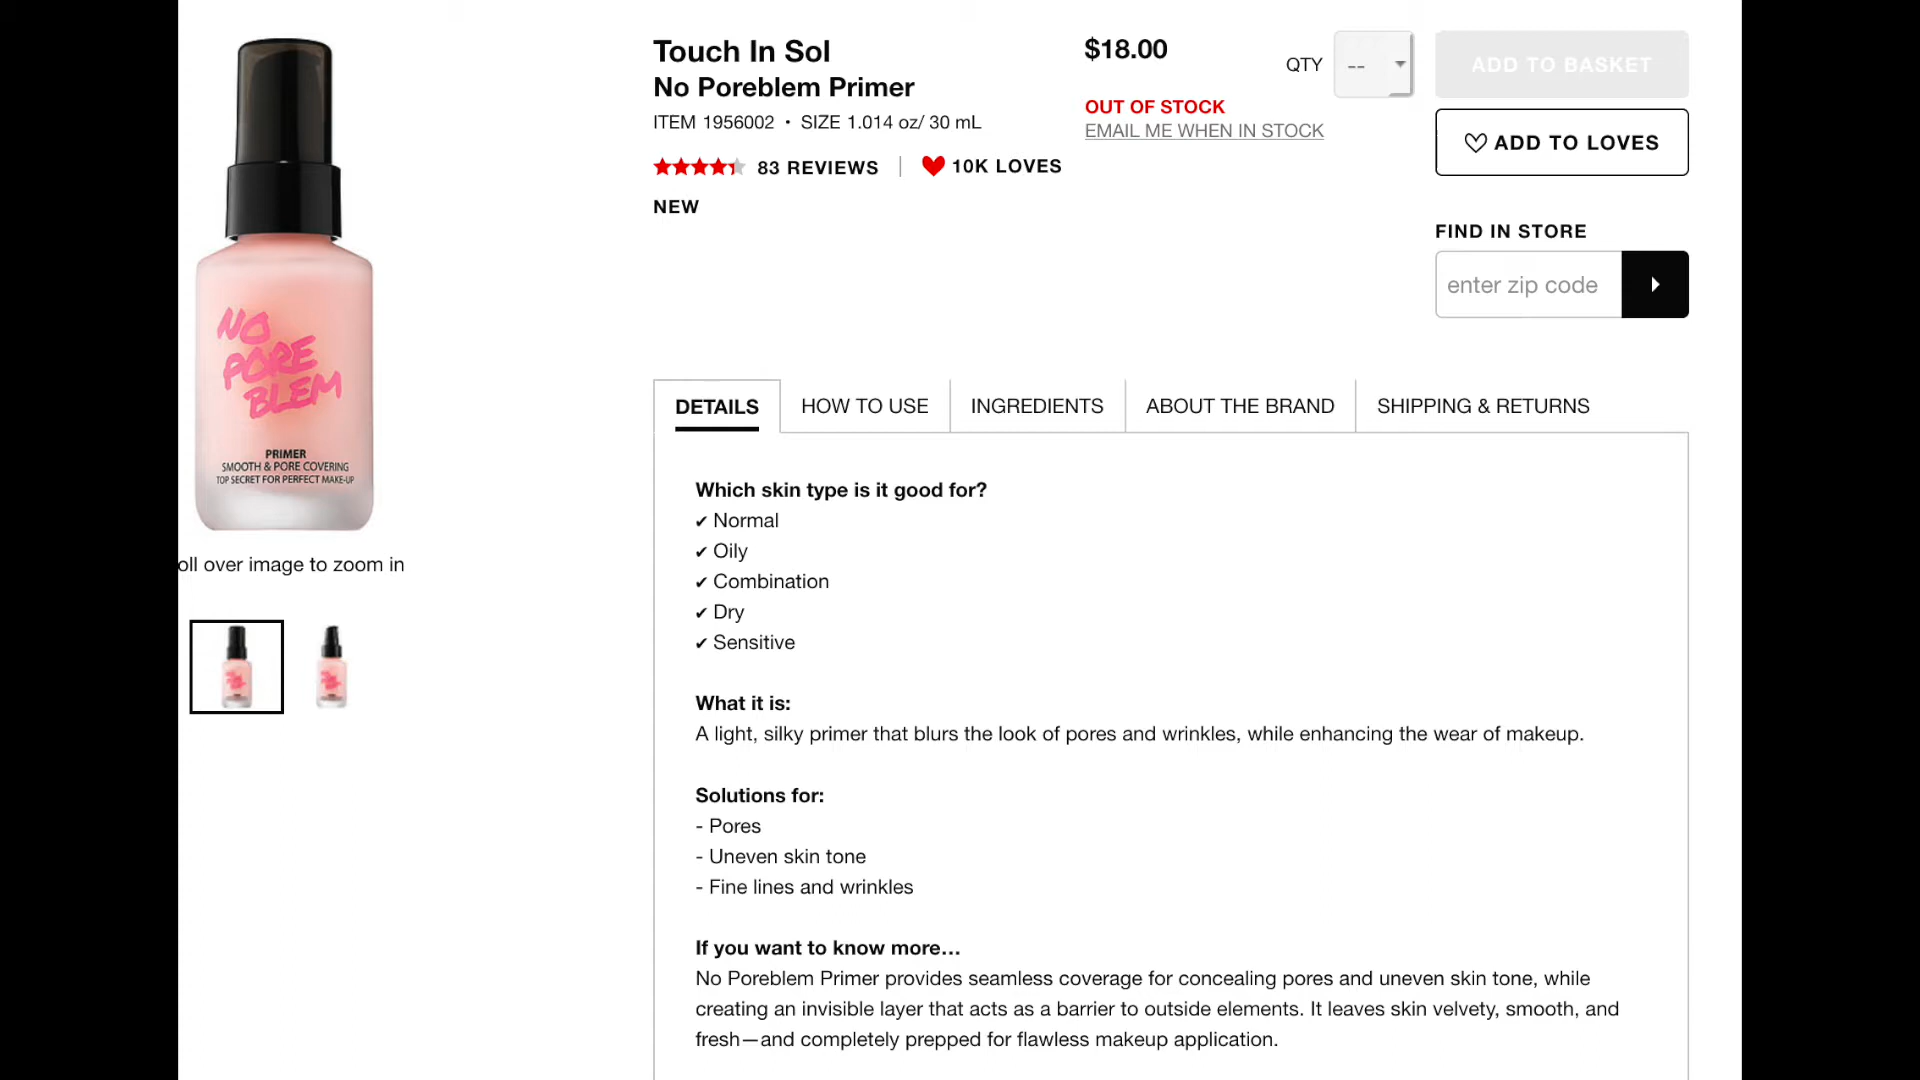 Touch In Sol
No Poreblem Primer
ITEM 1956002 • SIZE 1.014 oz/ 30 mL
83 REVIEWS
10K LOVES
NEW
$18.00
OUT OF STOCK
EMAIL ME WHEN IN STOCK
QTY
--
ADD TO BASKET
ADD TO LOVES
FIND IN STORE
enter zip code
NO
PORE
BLEM
PRIMER
SMOOTH & PORE COVERING
TOP SECRET FOR PERFECT MAKE-UP
oll over image to zoom in
DETAILS
HOW TO USE
INGREDIENTS
ABOUT THE BRAND
SHIPPING & RETURNS
Which skin type is it good for?
✔ Normal
✔ Oily
✔ Combination
✔ Dry
✔ Sensitive
What it is:
A light, silky primer that blurs the look of pores and wrinkles, while enhancing the wear of makeup.
Solutions for:
- Pores
- Uneven skin tone
- Fine lines and wrinkles
If you want to know more…
No Poreblem Primer provides seamless coverage for concealing pores and uneven skin tone, while
creating an invisible layer that acts as a barrier to outside elements. It leaves skin velvety, smooth, and
fresh—and completely prepped for flawless makeup application.